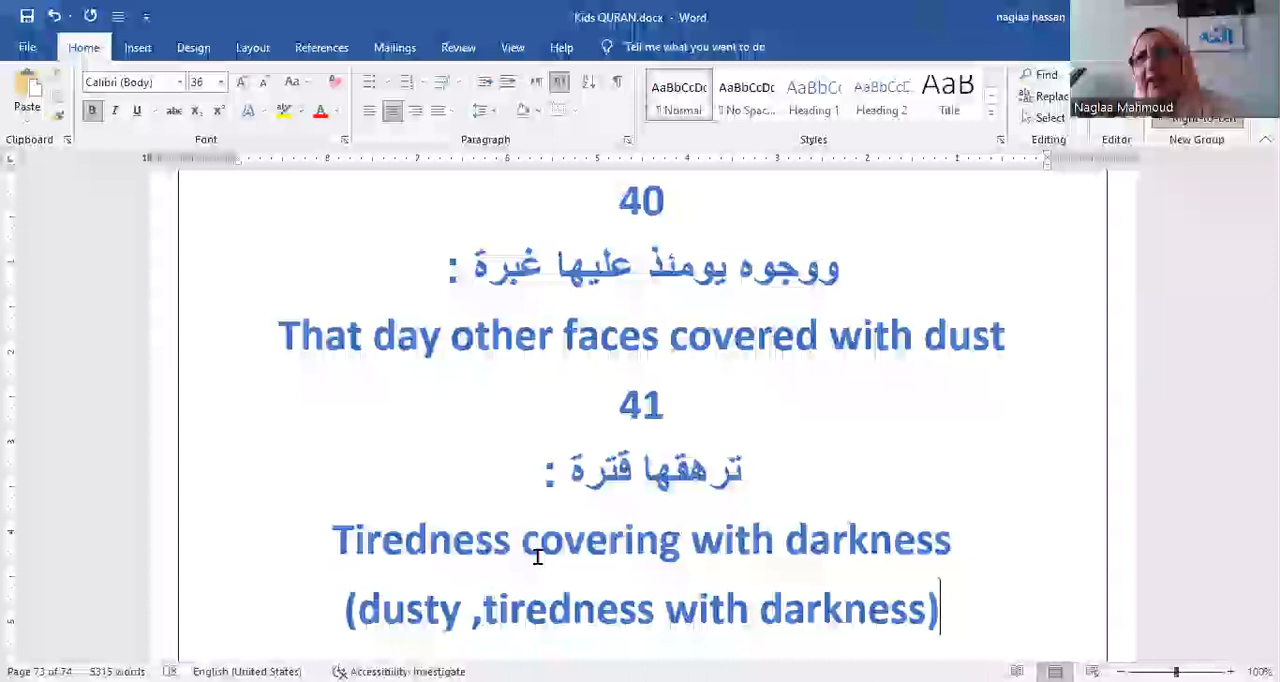 Kids QURAN.docx - Word
naglaa hassan
File Home Insert Design Layout References Mailings Review View Help Tell me what you want to do
Calibri (Body) 36
Paste
AaBbCcDc AaBbCcDc AaBbCc AaBbCcC AaB
¶ Normal ¶ No Spac... Heading 1 Heading 2 Title
Find
Replac
Select
Clipboard Font Paragraph Styles Editing Editor New Group
الله
Naglaa Mahmoud
40
ووجوه يومئذ عليها غبرة :
That day other faces covered with dust
41
ترهقها قترة :
Tiredness covering with darkness
(dusty ,tiredness with darkness)
Page 73 of 74 5315 words English (United States) Accessibility: Investigate 100%